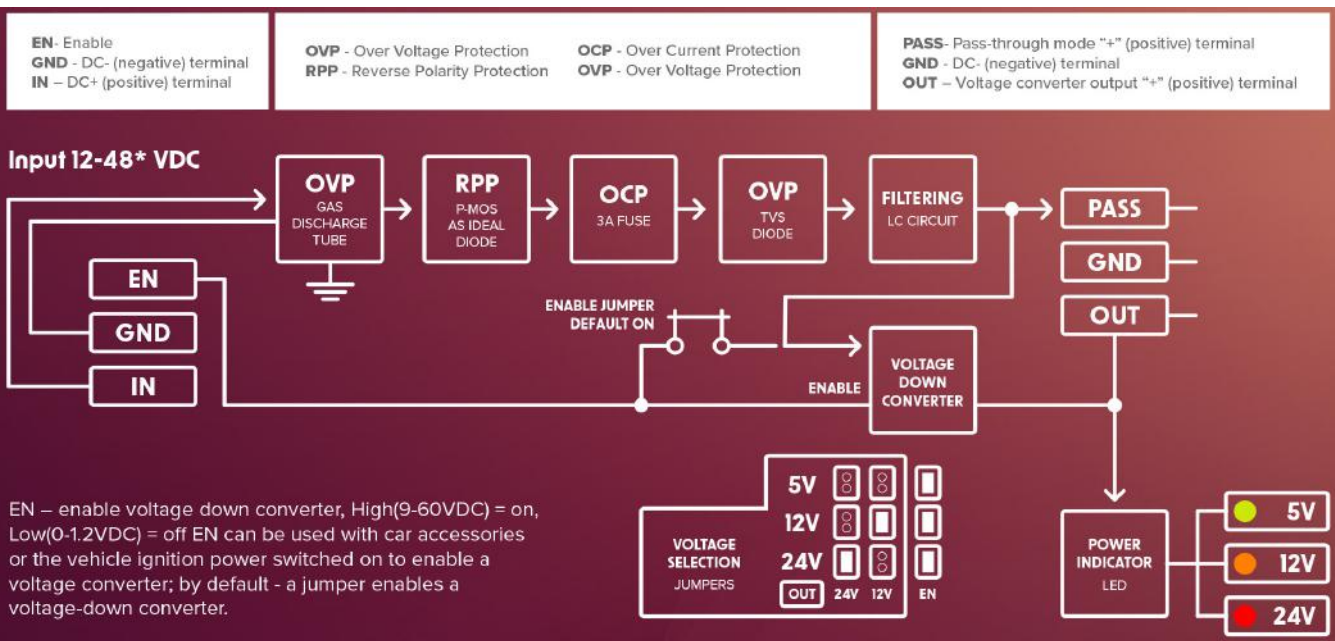 EN- Enable
GND - DC- (negative) terminal
IN – DC+ (positive) terminal
OVP - Over Voltage Protection
RPP - Reverse Polarity Protection
OCP - Over Current Protection
OVP - Over Voltage Protection
PASS- Pass-through mode “+” (positive) terminal
GND - DC- (negative) terminal
OUT – Voltage converter output “+” (positive) terminal
Input 12-48* VDC
OVP
GAS
DISCHARGE
TUBE
RPP
P-MOS
AS IDEAL
DIODE
OCP
3A FUSE
OVP
TVS
DIODE
FILTERING
LC CIRCUIT
PASS
GND
OUT
EN
GND
IN
ENABLE JUMPER
DEFAULT ON
ENABLE
VOLTAGE
DOWN
CONVERTER
EN – enable voltage down converter, High(9-60VDC) = on,
Low(0-1.2VDC) = off EN can be used with car accessories
or the vehicle ignition power switched on to enable a
voltage converter; by default - a jumper enables a
voltage-down converter.
VOLTAGE
SELECTION
JUMPERS
5V
12V
24V
OUT 24V 12V EN
POWER
INDICATOR
LED
5V
12V
24V